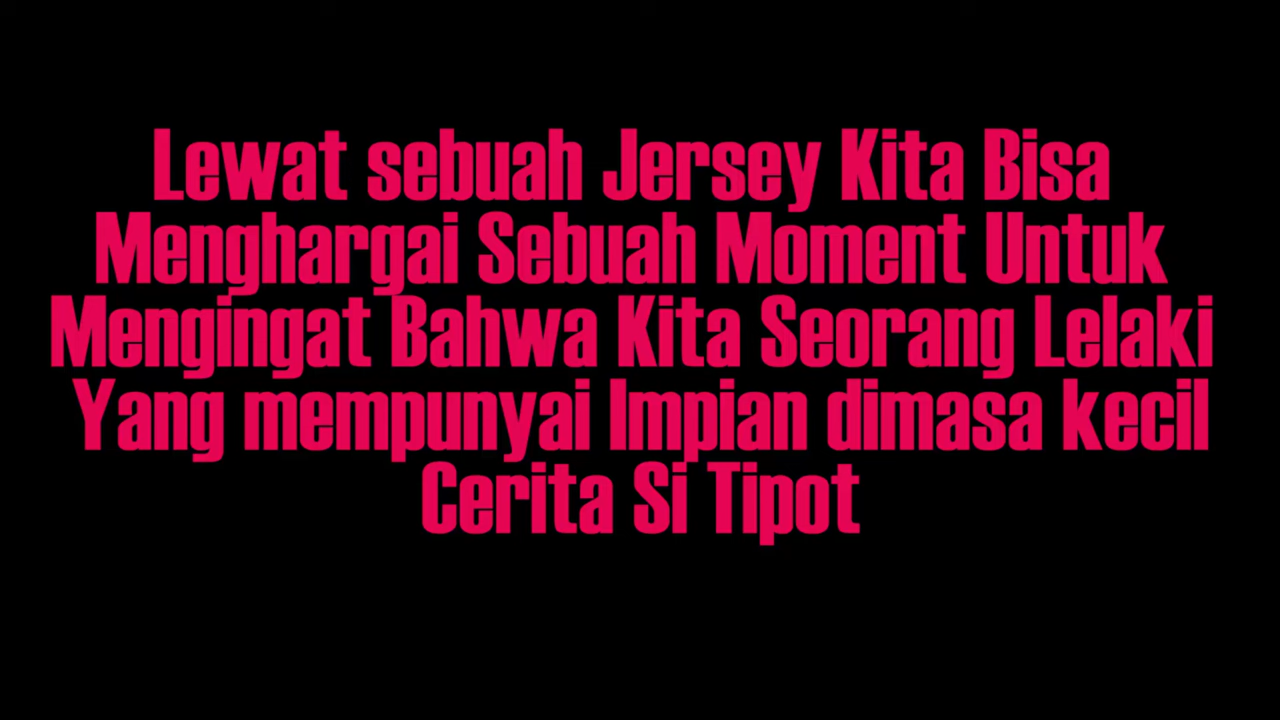 Lewat sebuah Jersey Kita Bisa
Menghargai Sebuah Moment Untuk
Mengingat Bahwa Kita Seorang Lelaki
Yang mempunyai Impian dimasa kecil
Cerita Si Tipot